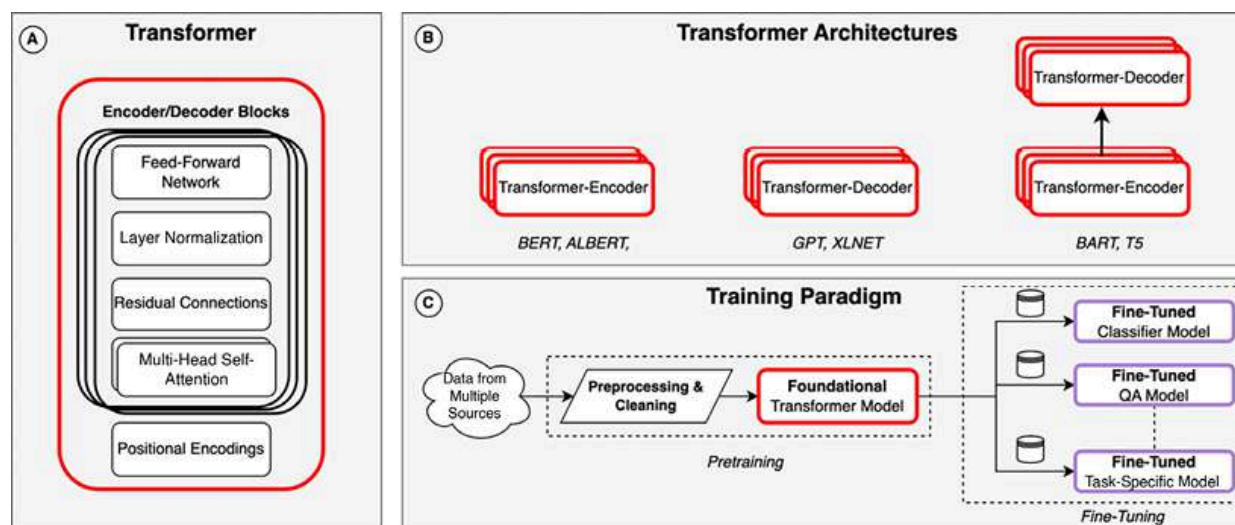 A
Transformer
Encoder/Decoder Blocks
Feed-Forward
Network
Layer Normalization
Residual Connections
Multi-Head Self-
Attention
Positional Encodings
B
Transformer Architectures
Transformer-Encoder
BERT, ALBERT,
Transformer-Decoder
GPT, XLNET
Transformer-Decoder
Transformer-Encoder
BART, T5
C
Training Paradigm
Data from
Multiple
Sources
Preprocessing &
Cleaning
Foundational
Transformer Model
Pretraining
Fine-Tuned
Classifier Model
Fine-Tuned
QA Model
Fine-Tuned
Task-Specific Model
Fine-Tuning